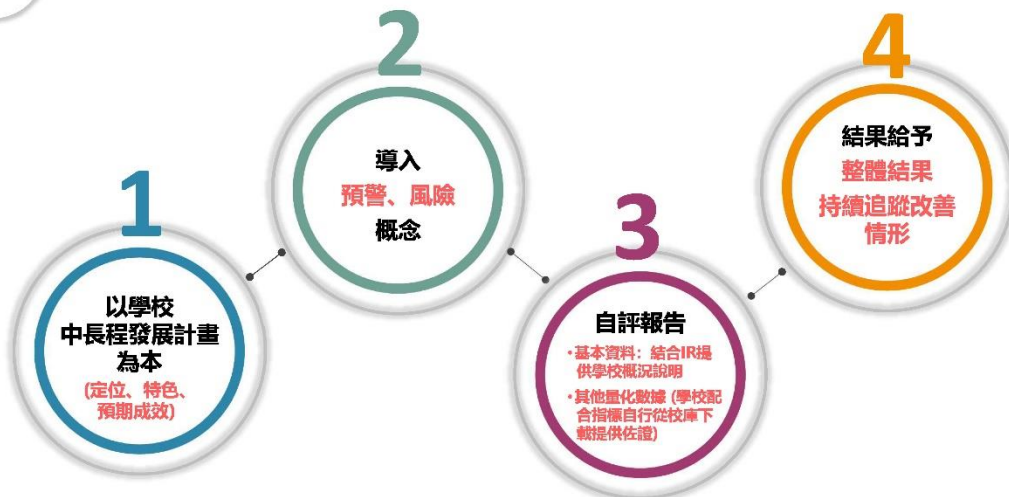 1
以學校
中長程發展計畫
為本
(定位、特色、
預期成效)
2
導入
預警、風險
概念
3
自評報告
•基本資料：結合IR提
供學校概況說明
•其他量化數據 (學校配
合指標自行從校庫下
載提供佐證)
4
結果給予
整體結果
持續追蹤改善
情形